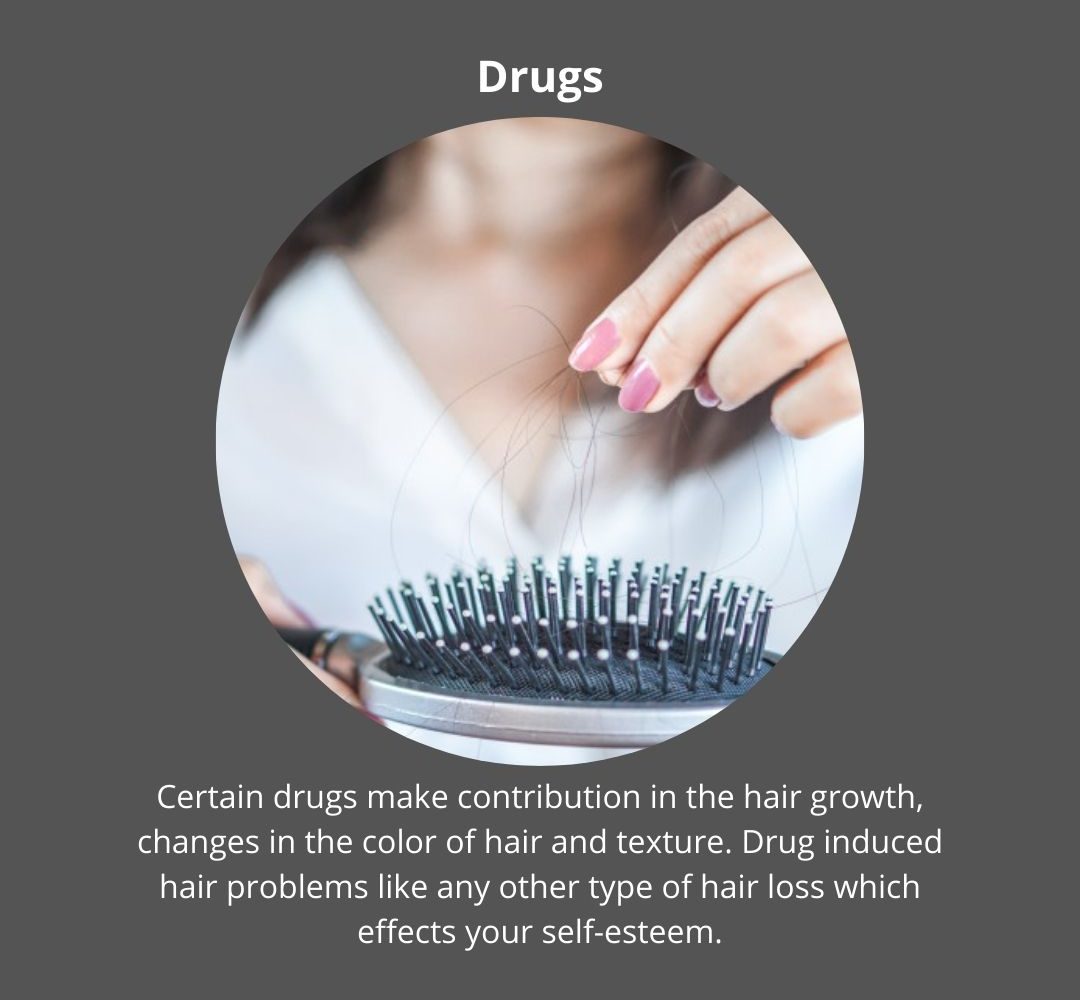 Drugs
Certain drugs make contribution in the hair growth,
changes in the color of hair and texture. Drug induced
hair problems like any other type of hair loss which
effects your self-esteem.